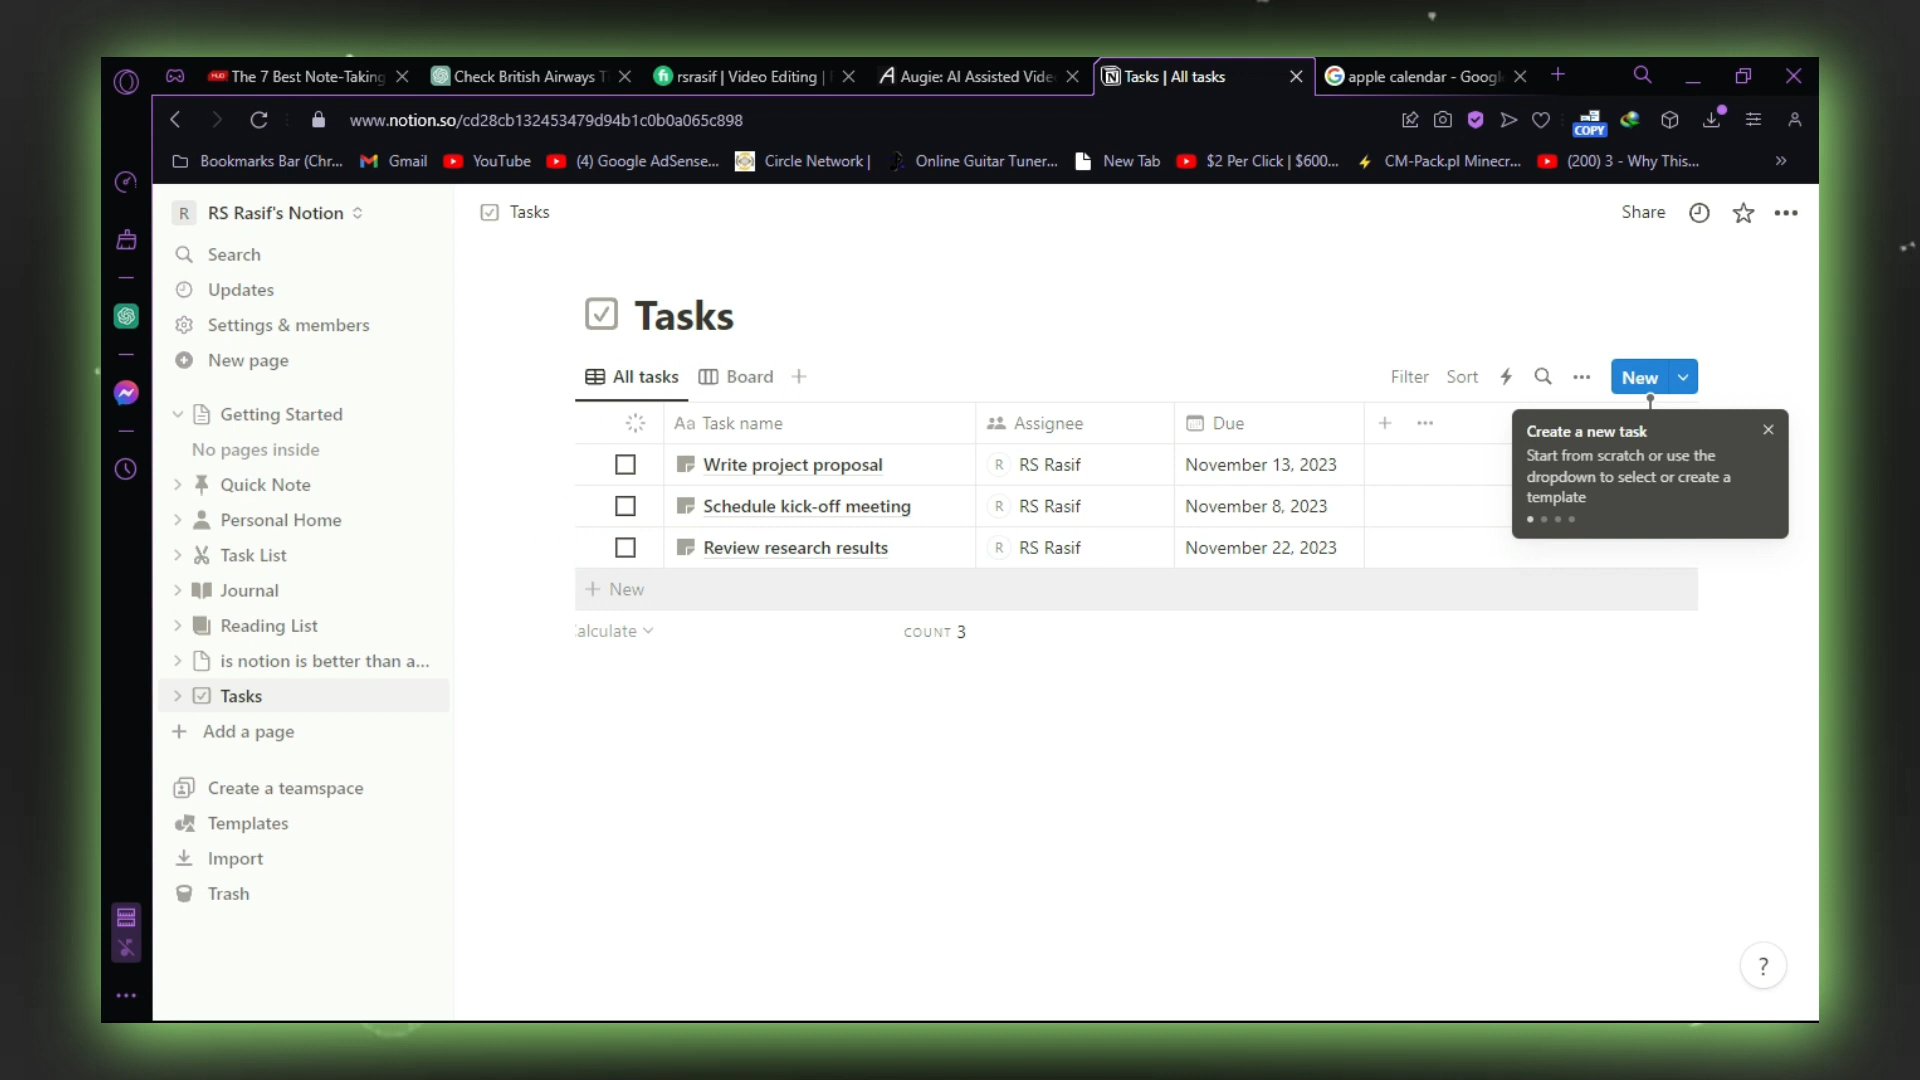 The 7 Best Note-Taking
Check British Airways T
rsrasif | Video Editing |
Augie: AI Assisted Vide
Tasks | All tasks
apple calendar - Googl
www.notion.so/cd28cb132453479d94b1c0b0a065c898
COPY
Bookmarks Bar (Chr...
Gmail
YouTube
(4) Google AdSense...
Circle Network |
Online Guitar Tuner...
New Tab
$2 Per Click | $600...
CM-Pack.pl Minecr...
(200) 3 - Why This...
R RS Rasif's Notion
Search
Updates
Settings & members
New page
Getting Started
No pages inside
Quick Note
Personal Home
Task List
Journal
Reading List
is notion is better than a...
Tasks
Add a page
Create a teamspace
Templates
Import
Trash
Tasks
Share
Tasks
All tasks
Board
Filter
Sort
New
Aa Task name
Assignee
Due
Write project proposal
R RS Rasif
November 13, 2023
Schedule kick-off meeting
R RS Rasif
November 8, 2023
Review research results
R RS Rasif
November 22, 2023
+ New
alculate
COUNT 3
Create a new task
Start from scratch or use the
dropdown to select or create a
template
?